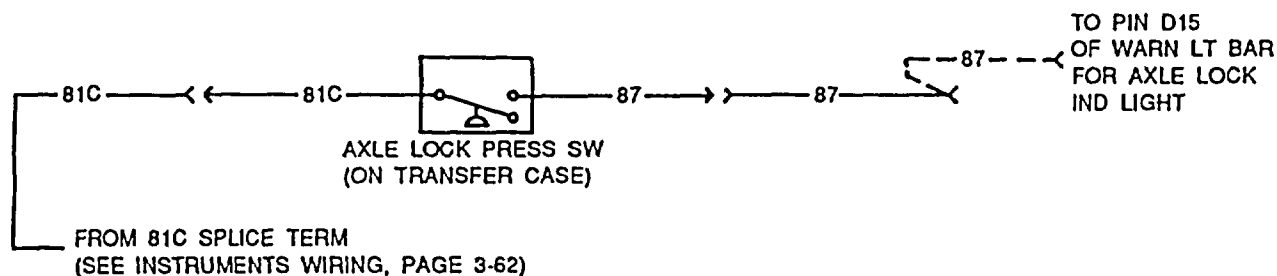 TO PIN D15
OF WARN LT BAR
FOR AXLE LOCK
IND LIGHT
87
81C
81C
87
87
AXLE LOCK PRESS SW
(ON TRANSFER CASE)
FROM 81C SPLICE TERM
(SEE INSTRUMENTS WIRING, PAGE 3-62)